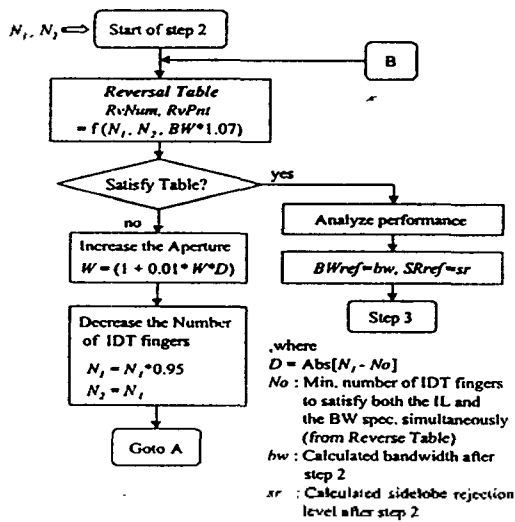 N₁, N₂
Start of step 2
B
Reversal Table
RvNum, RvPnt
= f (N₁, N₂, BW*1.07)
Satisfy Table?
yes
no
Analyze performance
BWref=bw, SRref=sr
Step 3
Increase the Aperture
W = (1 + 0.01* W*D)
Decrease the Number
of IDT fingers
N₁ = N₁*0.95
N₂ = N₁
Goto A
,where
D = Abs[N₁ - No]
No : Min. number of IDT fingers
to satisfy both the IL and
the BW spec. simultaneously
(from Reverse Table)
bw : Calculated bandwidth after
step 2
sr : Calculated sidelobe rejection
level after step 2